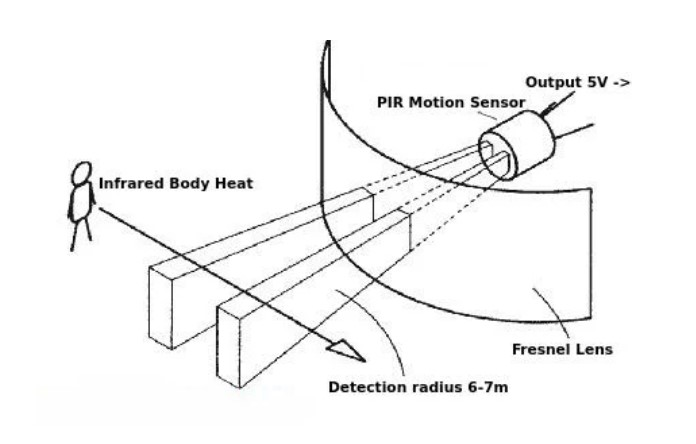 Output 5V ->
PIR Motion Sensor
Infrared Body Heat
Fresnel Lens
Detection radius 6-7m